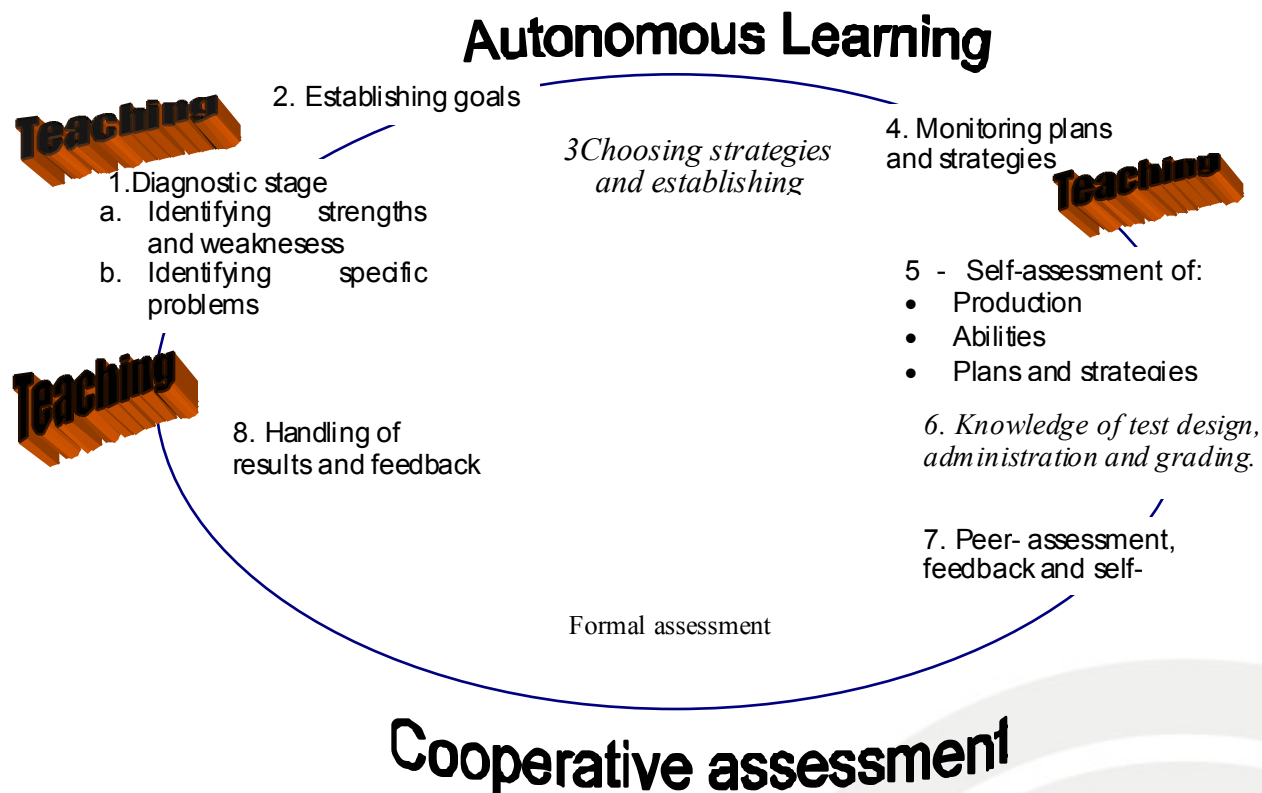 Autonomous Learning
2. Establishing goals
Teaching
1.Diagnostic stage
a. Identifying strengths
and weaknesess
b. Identifying specific
problems
3Choosing strategies
and establishing
4. Monitoring plans
and strategies
Teaching
5 - Self-assessment of:
• Production
• Abilities
• Plans and strategies
6. Knowledge of test design,
administration and grading.
7. Peer- assessment,
feedback and self-
Teaching
8. Handling of
results and feedback
Formal assessment
Cooperative assessment